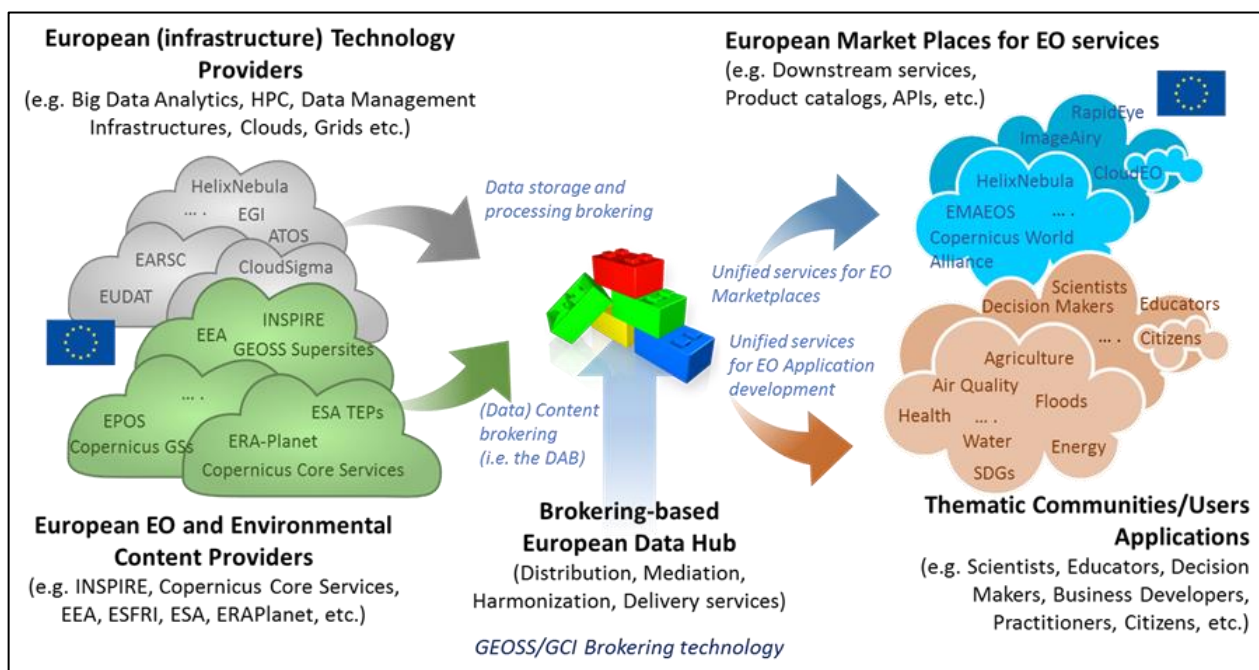 European (infrastructure) Technology
Providers
(e.g. Big Data Analytics, HPC, Data Management
Infrastructures, Clouds, Grids etc.)
European Market Places for EO services
(e.g. Downstream services,
Product catalogs, APIs, etc.)
HelixNebula
... .
EGI
ATOS
EARSC
CloudSigma
EUDAT
INSPIRE
EEA
GEOSS Supersites
... .
ESA TEPs
EPOS
ERA-Planet
Copernicus GSs
Copernicus Core Services
Data storage and
processing brokering
(Data) Content
brokering
(i.e. the DAB)
Unified services for EO
Marketplaces
Unified services
for EO Application
development
RapidEye
ImageAiry
CloudEO
HelixNebula
EMAEOS
... .
Copernicus World
Alliance
Scientists
Decision Makers
Educators
... .
Citizens
Agriculture
Air Quality
Floods
Health
... .
Water
Energy
SDGs
European EO and Environmental
Content Providers
(e.g. INSPIRE, Copernicus Core Services,
EEA, ESFRI, ESA, ERAPlanet, etc.)
Brokering-based
European Data Hub
(Distribution, Mediation,
Harmonization, Delivery services)
GEOSS/GCI Brokering technology
Thematic Communities/Users
Applications
(e.g. Scientists, Educators, Decision
Makers, Business Developers,
Practitioners, Citizens, etc.)